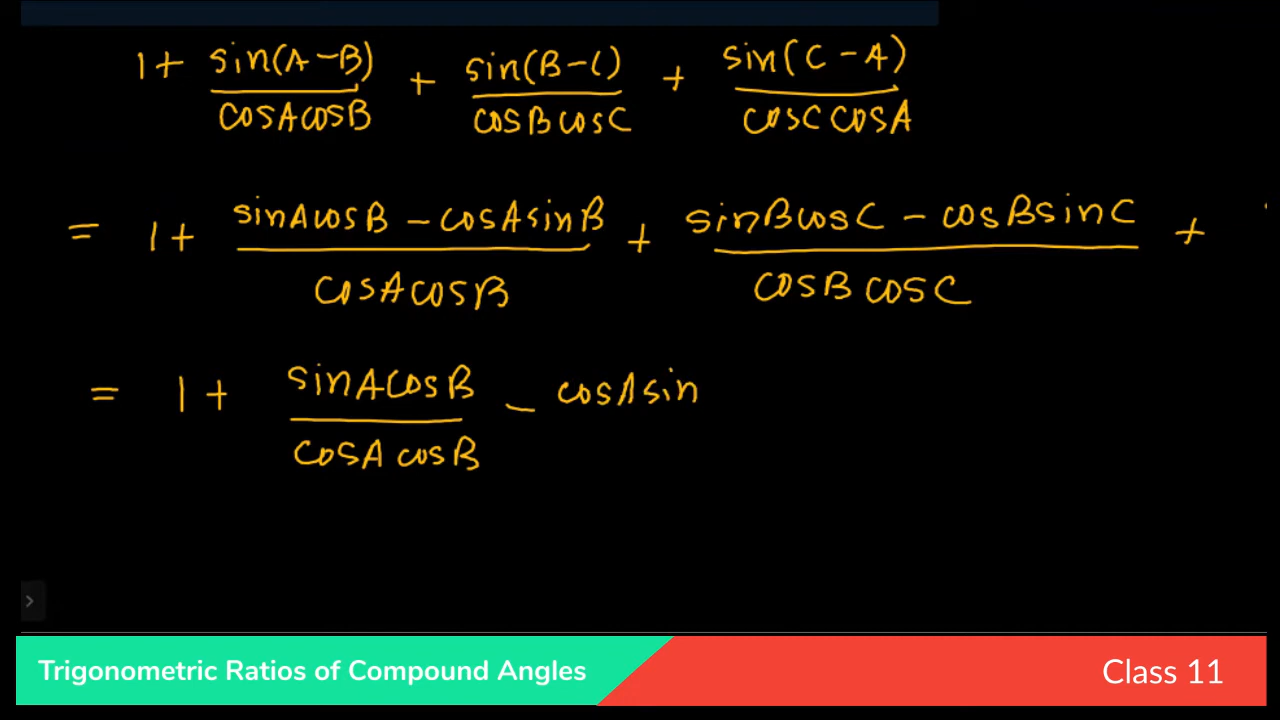 1 + sin(A-B)/cosAcosB + sin(B-C)/cosBcosC + sin(C-A)/cosCcosA
= 1 + sinAcosB - cosAsinB/cosAcosB + sinBcosC - cosBsinC/cosBcosC +
= 1 + sinAcosB/cosAcosB - cosAsin
>
Trigonometric Ratios of Compound Angles
Class 11